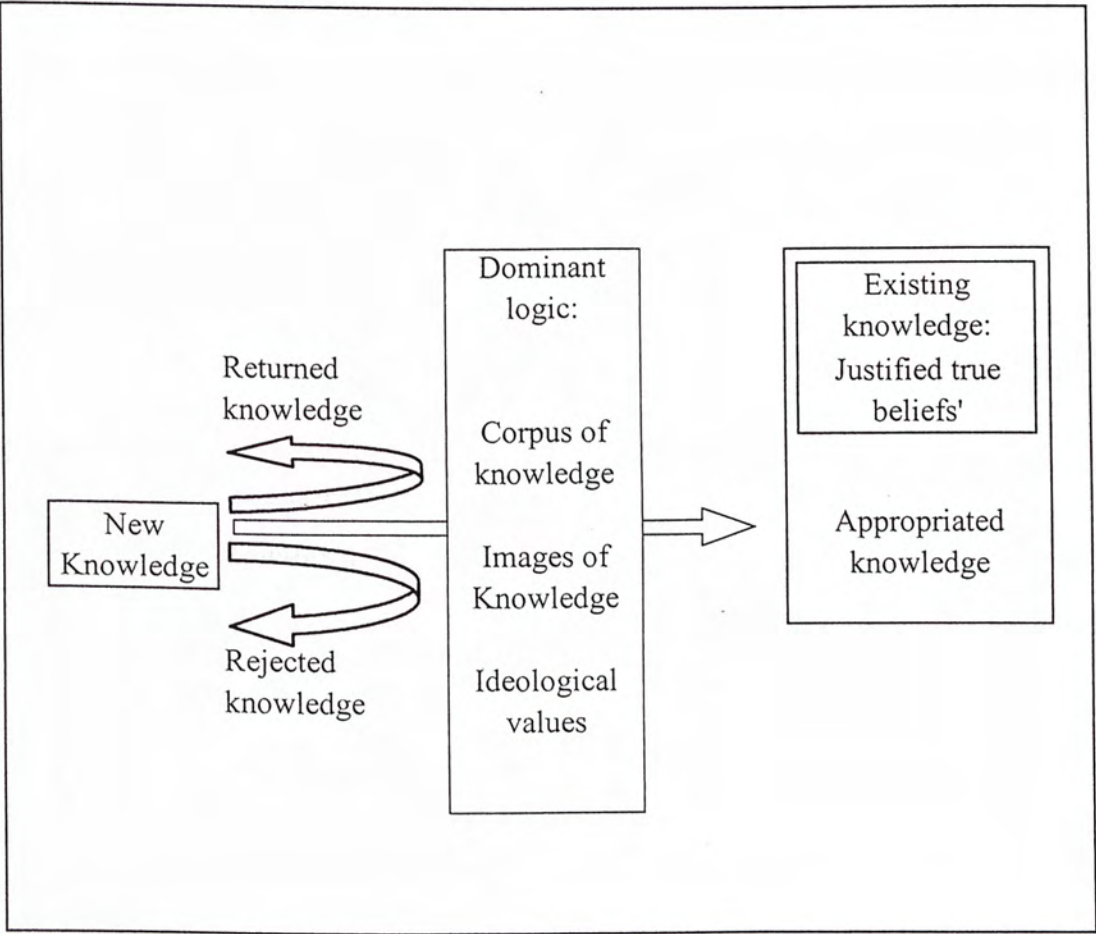 New
Knowledge
Returned
knowledge
Rejected
knowledge
Dominant
logic:
Corpus of
knowledge
Images of
Knowledge
Ideological
values
Existing
knowledge:
Justified true
beliefs'
Appropriated
knowledge